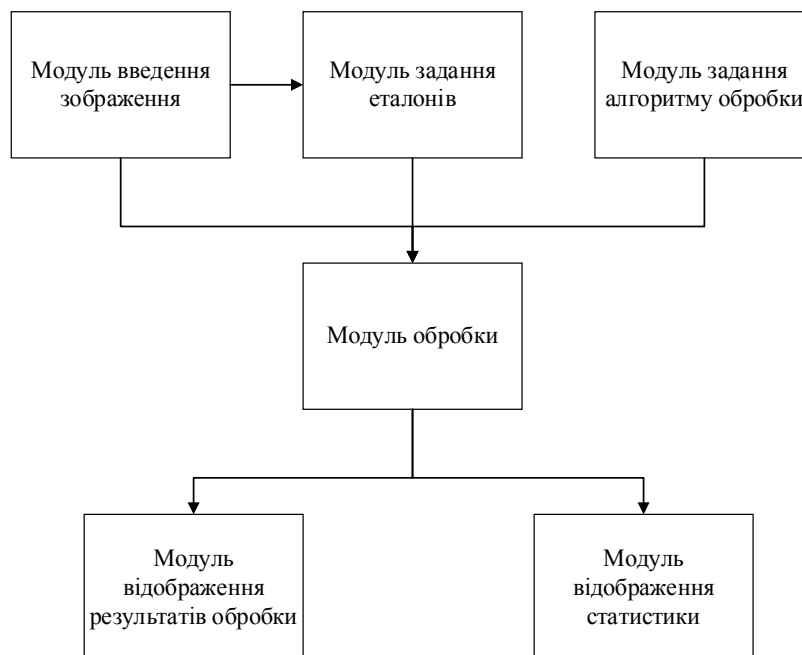 Модуль введення
зображення
Модуль задання
еталонів
Модуль задання
алгоритму обробки
Модуль обробки
Модуль
відображення
результатів обробки
Модуль
відображення
статистики